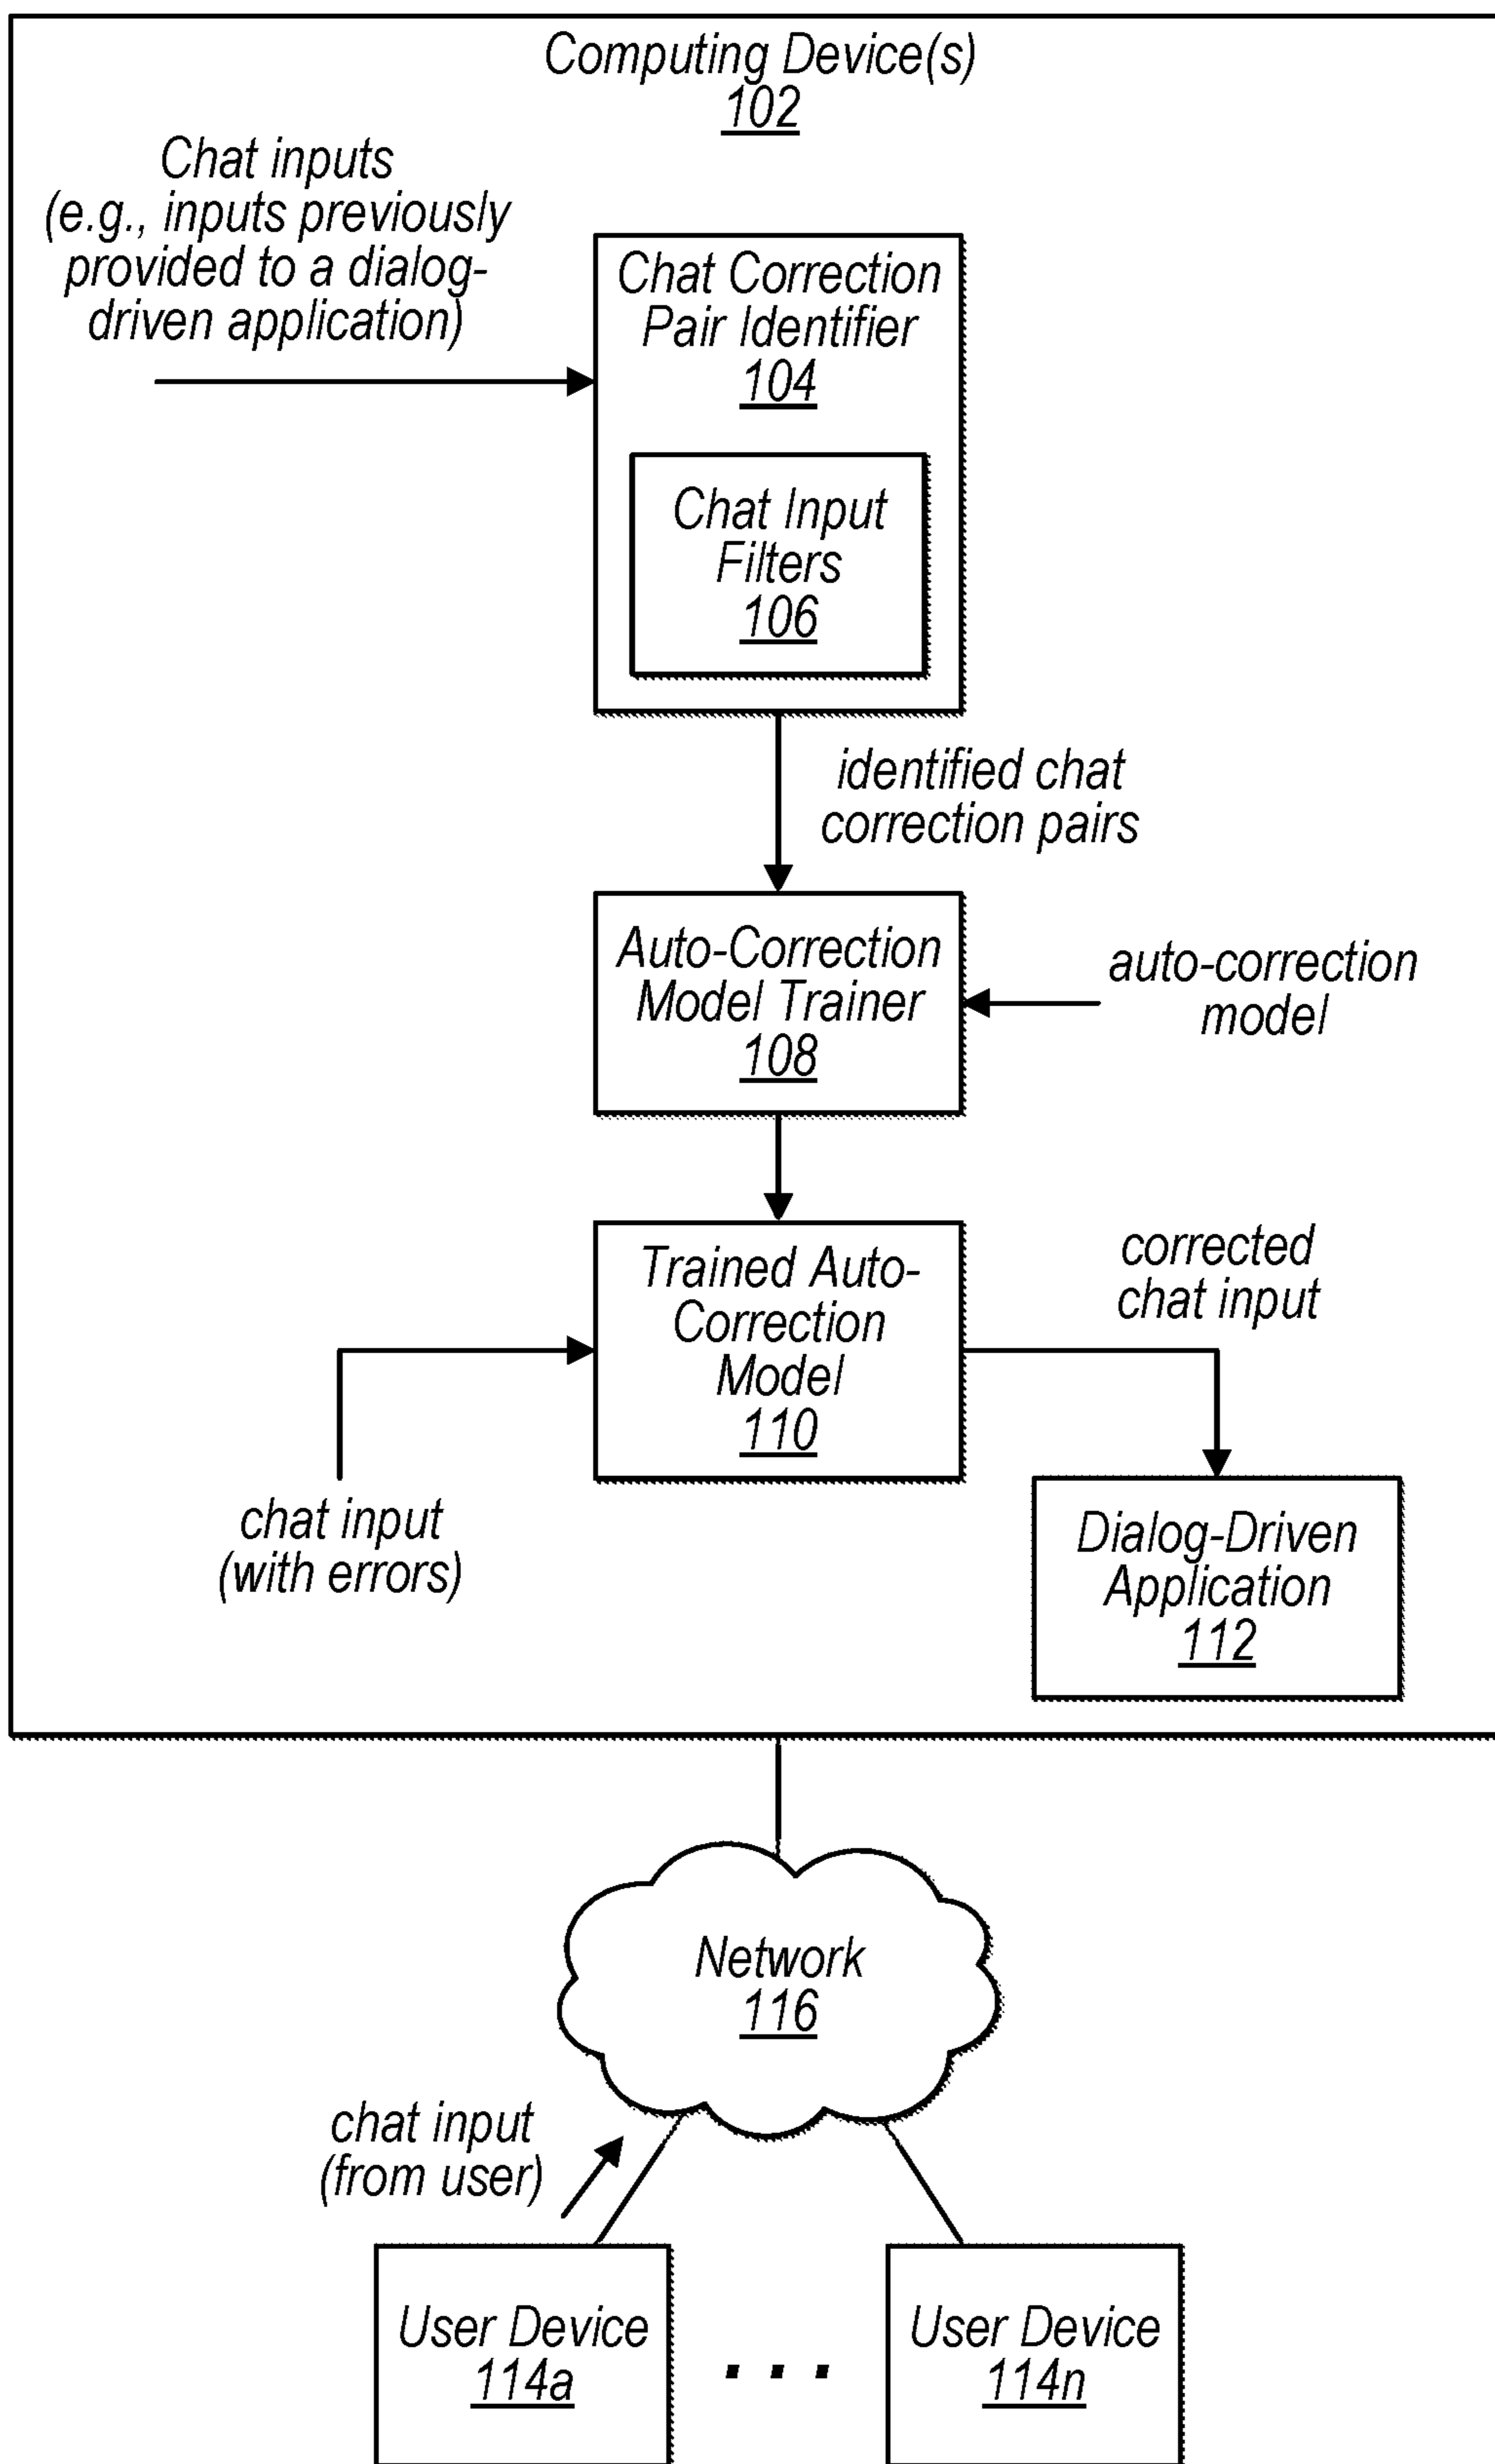 Computing Device(s)
102
Chat inputs
(e.g., inputs previously
provided to a dialog-
driven application)
Chat Correction
Pair Identifier
104
Chat Input
Filters
106
identified chat
correction pairs
Auto-Correction
Model Trainer
108
auto-correction
model
Trained Auto-
Correction
Model
110
corrected
chat input
chat input
(with errors)
Dialog-Driven
Application
112
Network
116
chat input
(from user)
User Device
114a
. . .
User Device
114n